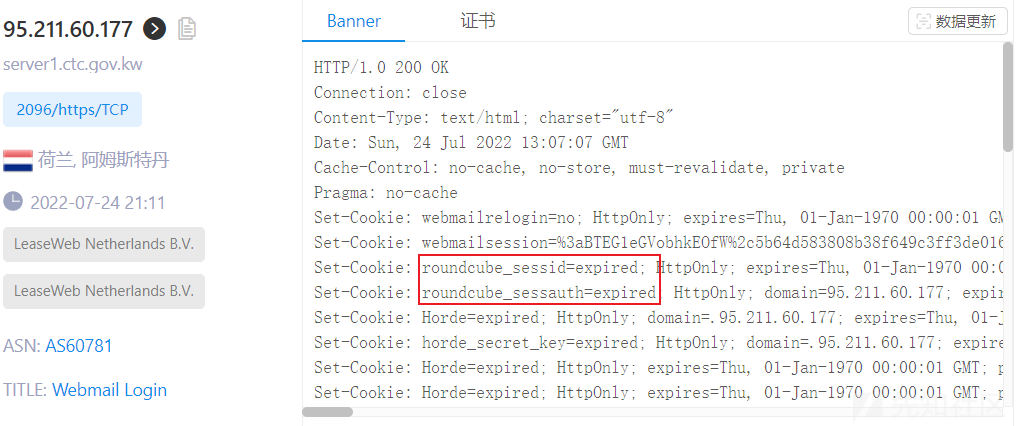 95.211.60.177
server1.ctc.gov.kw
2096/https/TCP
荷兰, 阿姆斯特丹
2022-07-24 21:11
LeaseWeb Netherlands B.V.
LeaseWeb Netherlands B.V.
ASN: AS60781
TITLE: Webmail Login
Banner
证书
数据更新
HTTP/1.0 200 OK
Connection: close
Content-Type: text/html; charset="utf-8"
Date: Sun, 24 Jul 2022 13:07:07 GMT
Cache-Control: no-cache, no-store, must-revalidate, private
Pragma: no-cache
Set-Cookie: webmailrelogin=no; HttpOnly; expires=Thu, 01-Jan-1970 00:00:01 GM
Set-Cookie: webmailsession=%3aBTEG1eGVobhkEOfW%2c5b64d583808b38f649c3ff3de016
Set-Cookie: roundcube_sessid=expired; HttpOnly; expires=Thu, 01-Jan-1970 00:0
Set-Cookie: roundcube_sessauth=expired; HttpOnly; domain=95.211.60.177; expir
Set-Cookie: Horde=expired; HttpOnly; domain=.95.211.60.177; expires=Thu, 01-J
Set-Cookie: horde_secret_key=expired; HttpOnly; domain=.95.211.60.177; expire
Set-Cookie: Horde=expired; HttpOnly; expires=Thu, 01-Jan-1970 00:00:01 GMT; p
Set-Cookie: Horde=expired; HttpOnly; expires=Thu, 01-Jan-1970 00:00:01 GMT; p
先知社区